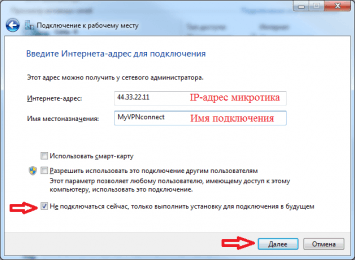 Подключение к рабочему месту
Введите Интернета-адрес для подключения
Этот адрес можно получить у сетевого администратора.
Интернете-адрес: 44.33.22.11 IP-адрес микротика
Имя местоназначения: MyVPNconnect Имя подключения
Использовать смарт-карту
Разрешить использовать это подключение другим пользователям
Этот параметр позволяет любому пользователю, имеющему доступ к этому
компьютеру, использовать это подключение.
Не подключаться сейчас, только выполнить установку для подключения в будущем
Далее Отмена